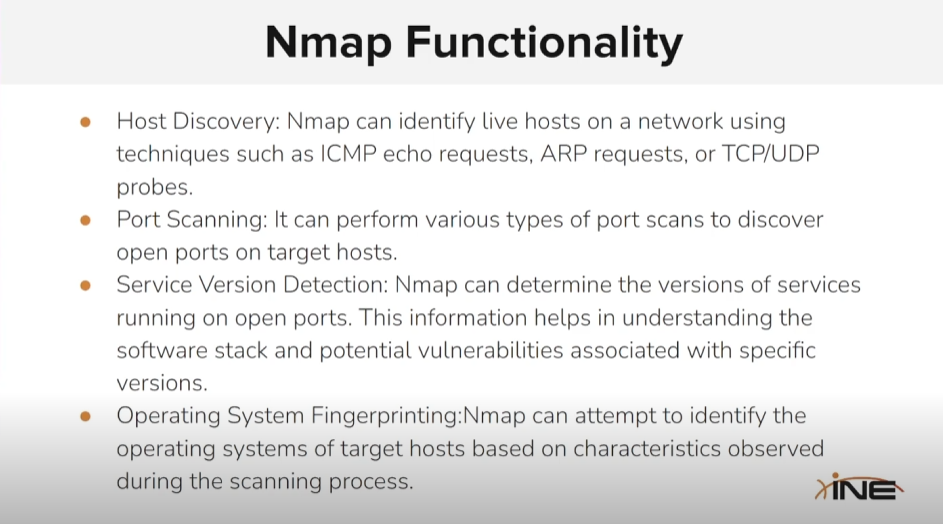 Nmap Functionality
● Host Discovery: Nmap can identify live hosts on a network using
techniques such as ICMP echo requests, ARP requests, or TCP/UDP
probes.
● Port Scanning: It can perform various types of port scans to discover
open ports on target hosts.
● Service Version Detection: Nmap can determine the versions of services
running on open ports. This information helps in understanding the
software stack and potential vulnerabilities associated with specific
versions.
● Operating System Fingerprinting:Nmap can attempt to identify the
operating systems of target hosts based on characteristics observed
during the scanning process.
INE